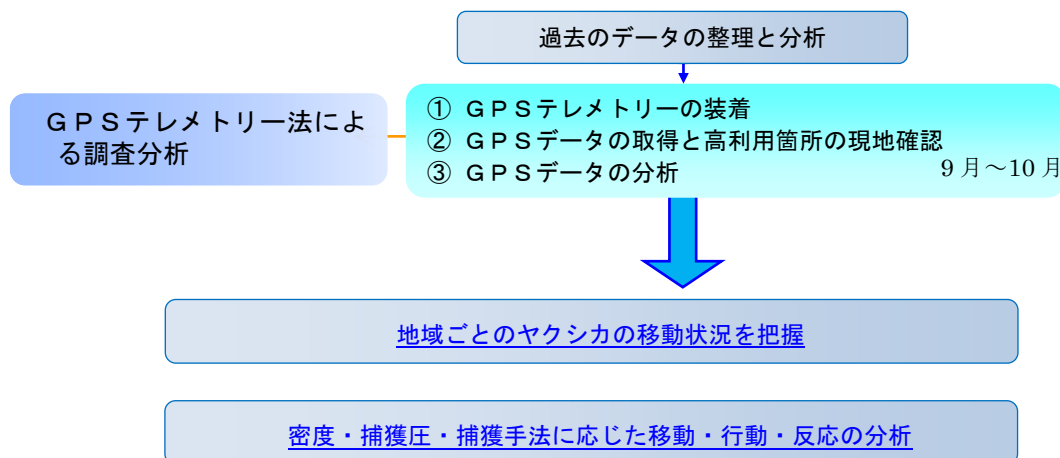 過去のデータの整理と分析
GPSテレメトリー法によ
る調査分析
① GPSテレメトリーの装着
② GPSデータの取得と高利用箇所の現地確認
③ GPSデータの分析
9月～10月
地域ごとのヤクシカの移動状況を把握
密度・捕獲圧・捕獲手法に応じた移動・行動・反応の分析